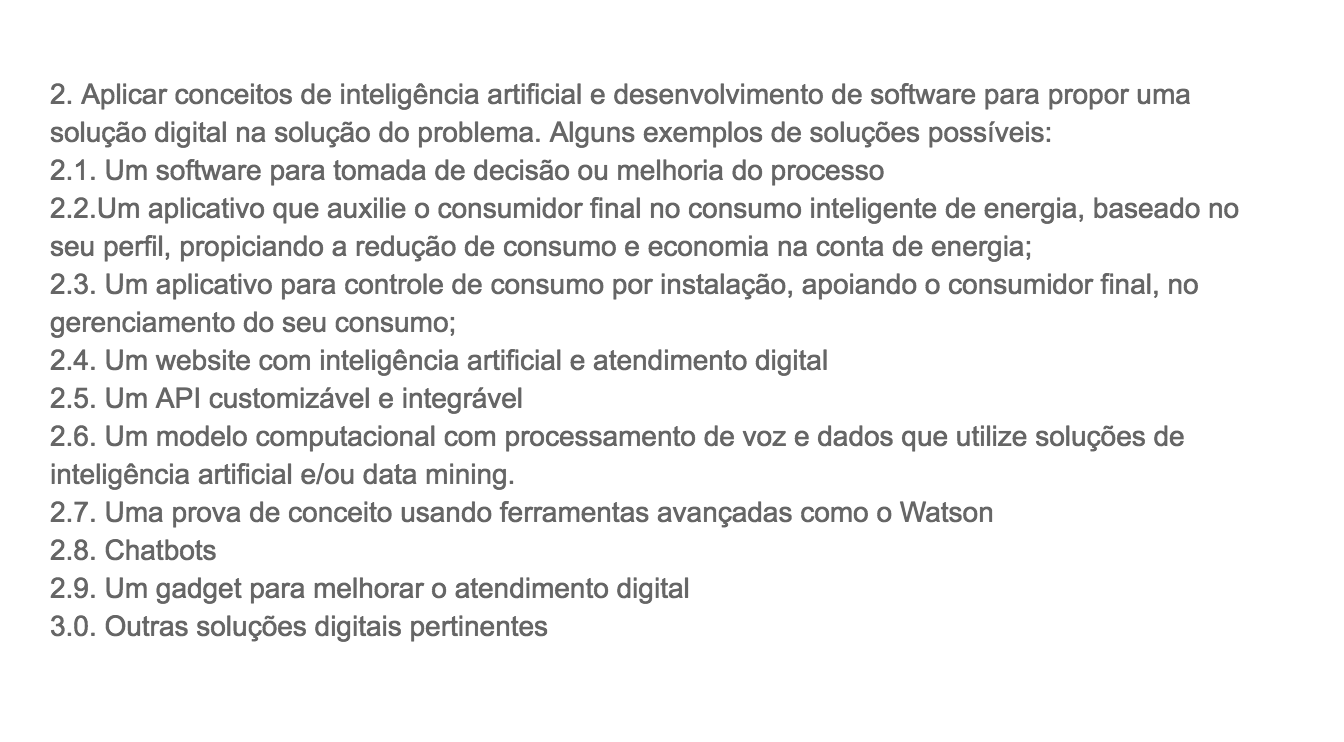 2. Aplicar conceitos de inteligência artificial e desenvolvimento de software para propor uma
solução digital na solução do problema. Alguns exemplos de soluções possíveis:
2.1. Um software para tomada de decisão ou melhoria do processo
2.2.Um aplicativo que auxilie o consumidor final no consumo inteligente de energia, baseado no
seu perfil, propiciando a redução de consumo e economia na conta de energia;
2.3. Um aplicativo para controle de consumo por instalação, apoiando o consumidor final, no
gerenciamento do seu consumo;
2.4. Um website com inteligência artificial e atendimento digital
2.5. Um API customizável e integrável
2.6. Um modelo computacional com processamento de voz e dados que utilize soluções de
inteligência artificial e/ou data mining.
2.7. Uma prova de conceito usando ferramentas avançadas como o Watson
2.8. Chatbots
2.9. Um gadget para melhorar o atendimento digital
3.0. Outras soluções digitais pertinentes